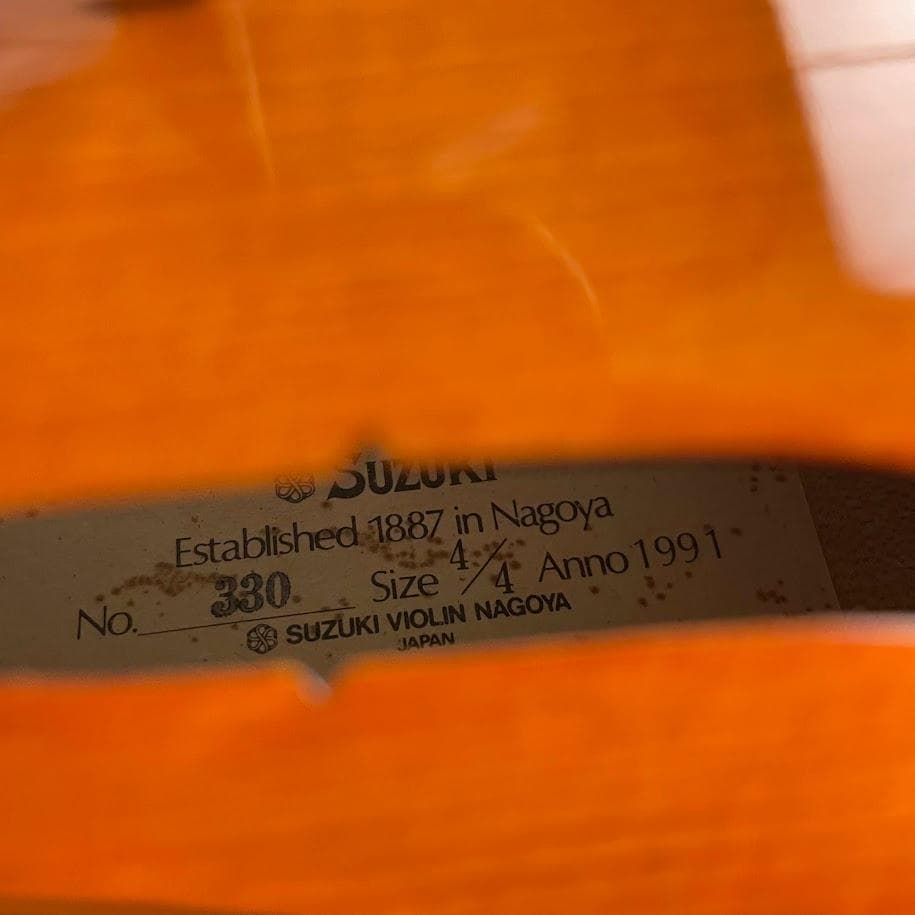 SUZUKI
Established 1887 in Nagoya
No. 330 Size 4/4 Anno 1991
SUZUKI VIOLIN NAGOYA
JAPAN